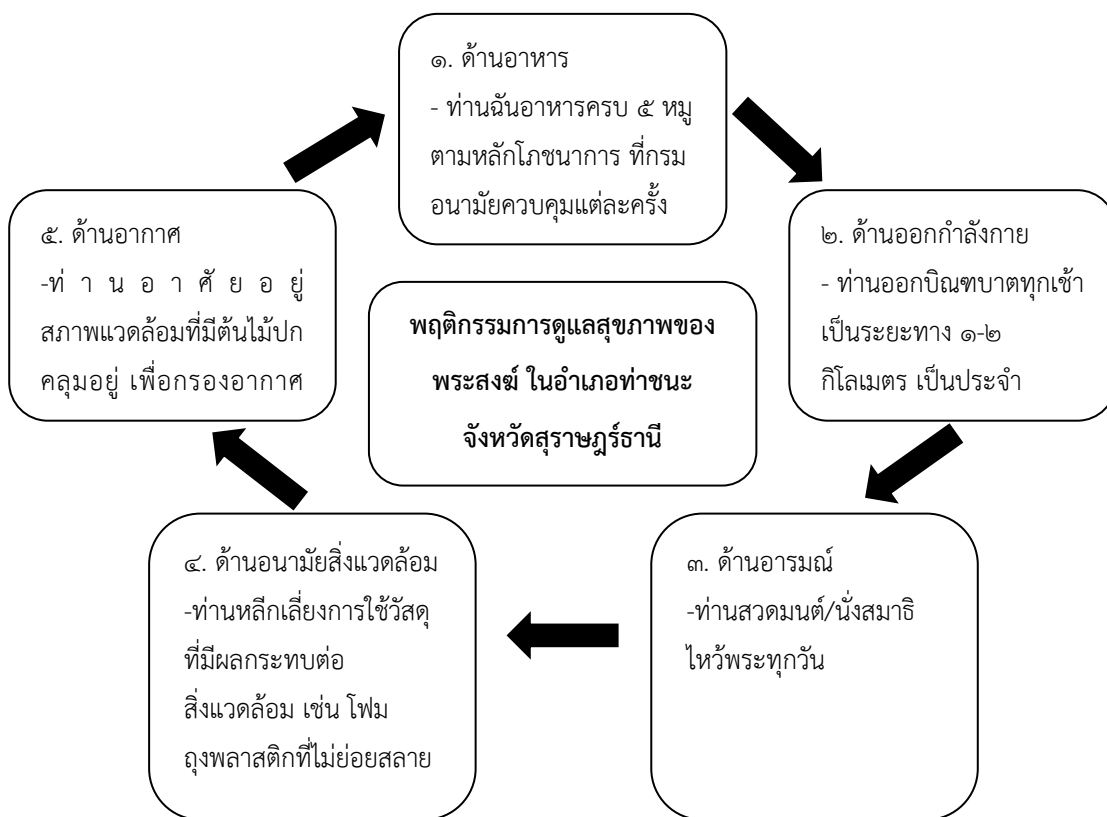 ๑. ด้านอาหาร
- ท่านฉันอาหารครบ ๕ หมู่
ตามหลักโภชนาการ ที่กรม
อนามัยควบคุมแต่ละครั้ง
๒. ด้านออกกำลังกาย
- ท่านออกบิณฑบาตทุกเช้า
เป็นระยะทาง ๑-๒
กิโลเมตร เป็นประจำ
๓. ด้านอารมณ์
-ท่านสวดมนต์/นั่งสมาธิ
ไหว้พระทุกวัน
๔. ด้านอนามัยสิ่งแวดล้อม
-ท่านหลีกเลี่ยงการใช้วัสดุ
ที่มีผลกระทบต่อ
สิ่งแวดล้อม เช่น โฟม
ถุงพลาสติกที่ไม่ย่อยสลาย
๕. ด้านอากาศ
-ท่านอาศัยอยู่
สภาพแวดล้อมที่มีต้นไม้ปก
คลุมอยู่ เพื่อกรองอากาศ
พฤติกรรมการดูแลสุขภาพของ
พระสงฆ์ ในอำเภอท่าชนะ
จังหวัดสุราษฎร์ธานี